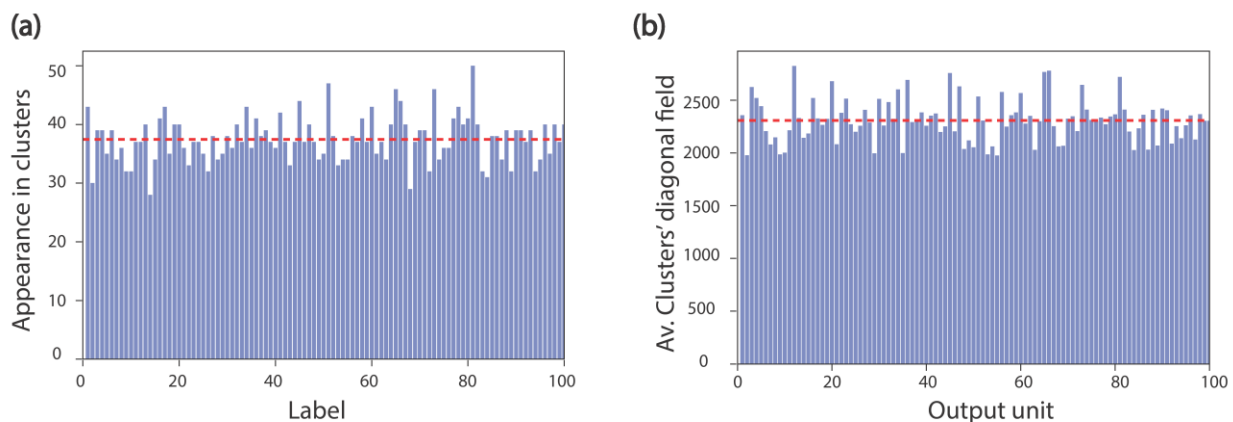 (a)
50
40
30
20
10
0
Appearance in clusters
0 20 40 60 80 100
Label
(b)
2500
2000
1500
1000
500
0
Av. Clusters' diagonal field
0 20 40 60 80 100
Output unit